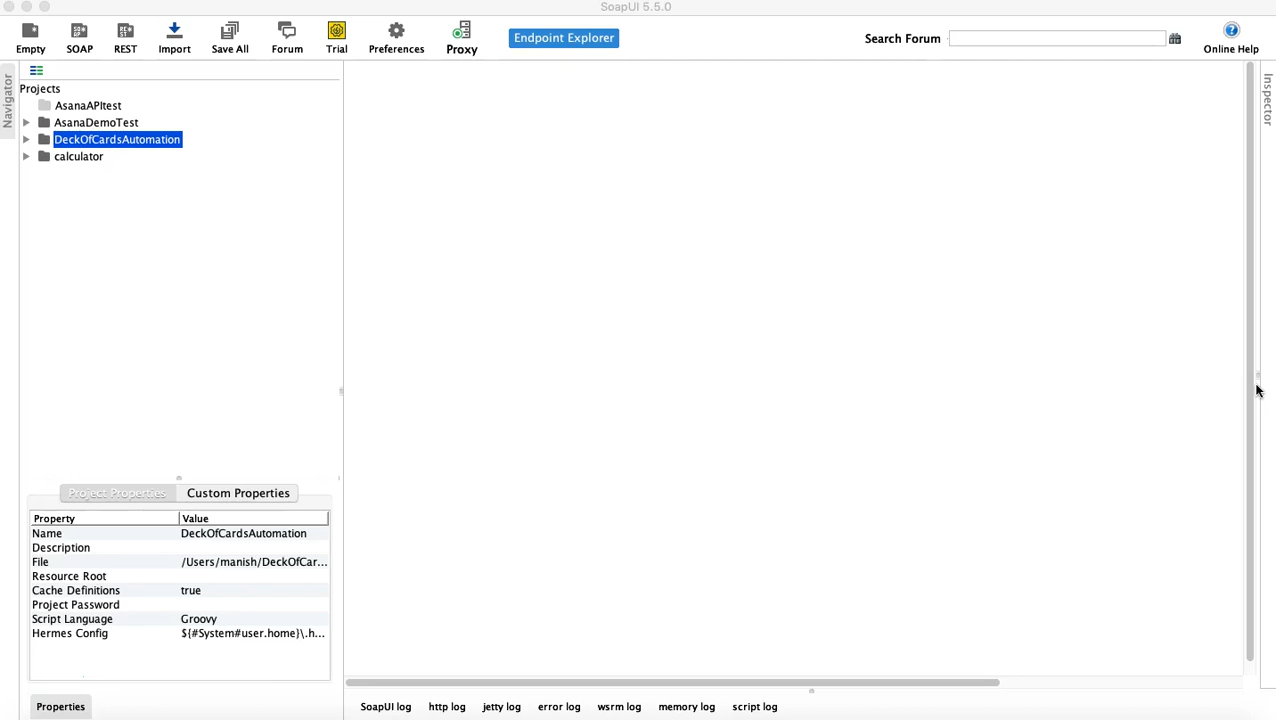 SoapUI 5.5.0
Empty SOAP REST Import Save All Forum Trial Preferences Proxy Endpoint Explorer Search Forum Online Help
Navigator
Inspector
Projects
AsanaAPItest
AsanaDemoTest
DeckOfCardsAutomation
calculator
Project Properties Custom Properties
Property Value
Name DeckOfCardsAutomation
Description
File /Users/manish/DeckOfCar...
Resource Root
Cache Definitions true
Project Password
Script Language Groovy
Hermes Config ${#System#user.home}\.h...
Properties
SoapUI log http log jetty log error log wsrm log memory log script log